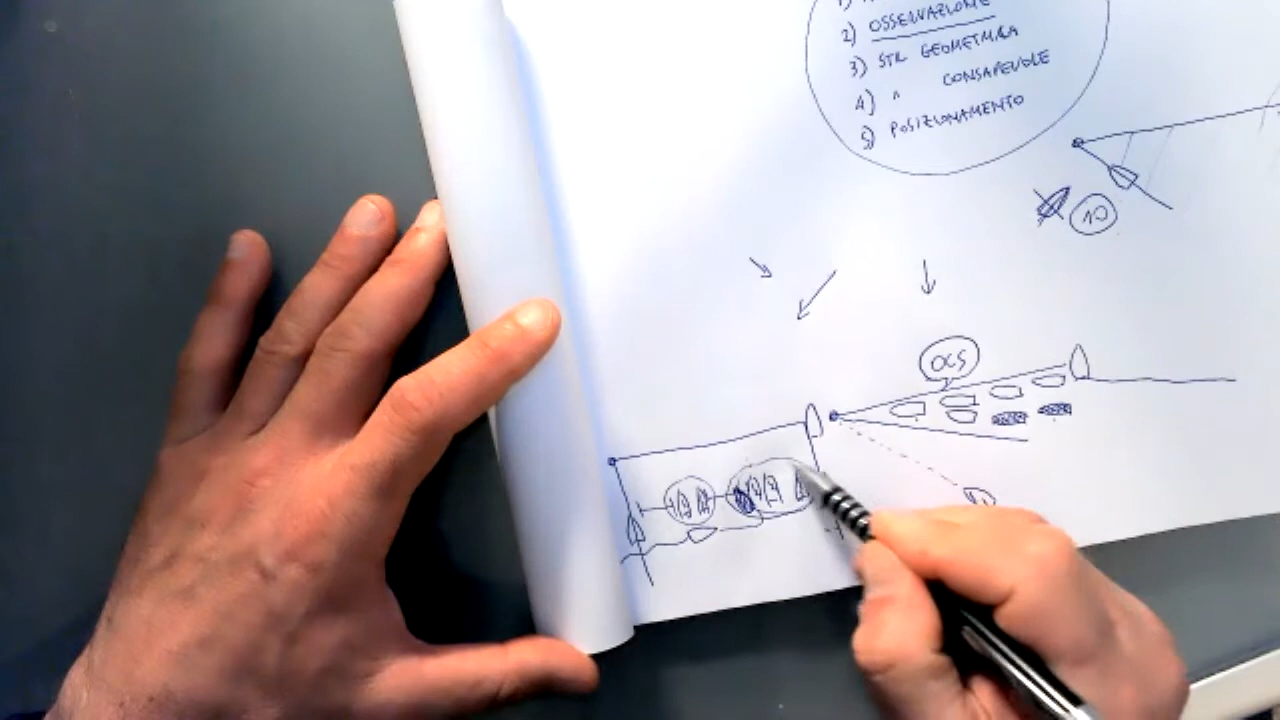 2) OSSERVAZIONE
3) STR GEOMETRICA
4) " CONSAPEVOLE
5) POSIZIONAMENTO
10
OCS